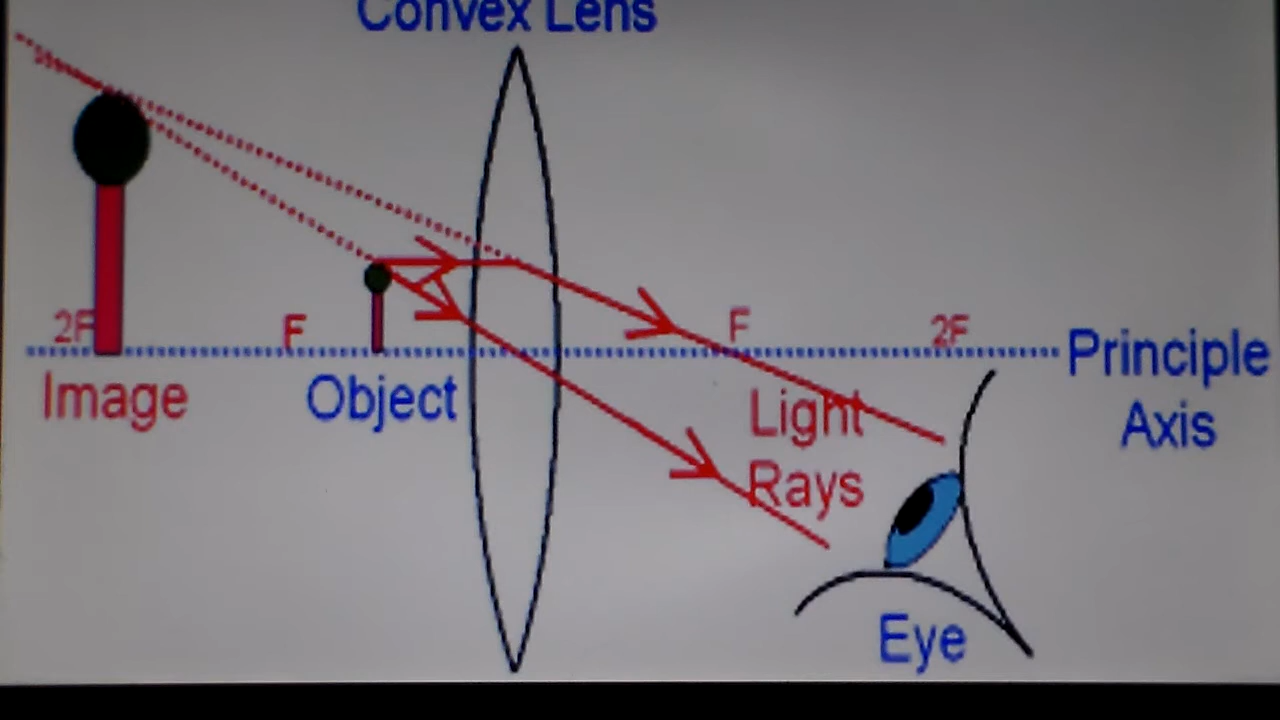 Convex Lens
2F
F
F
2F
Principle
Axis
Image
Object
Light
Rays
Eye